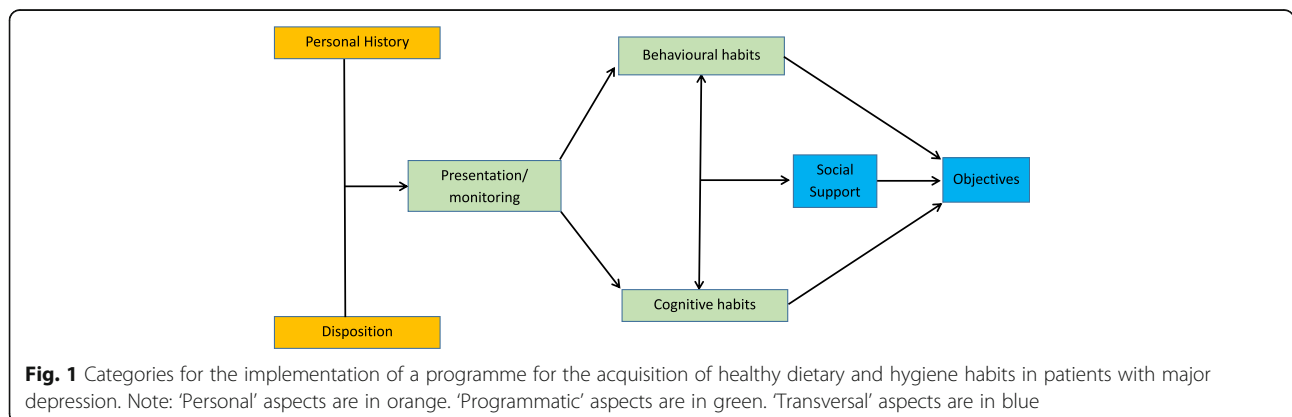 Personal History
Behavioural habits
Presentation/
monitoring
Social
Support
Objectives
Cognitive habits
Disposition
Fig. 1 Categories for the implementation of a programme for the acquisition of healthy dietary and hygiene habits in patients with major
depression. Note: ‘Personal’ aspects are in orange. ‘Programmatic’ aspects are in green. ‘Transversal’ aspects are in blue